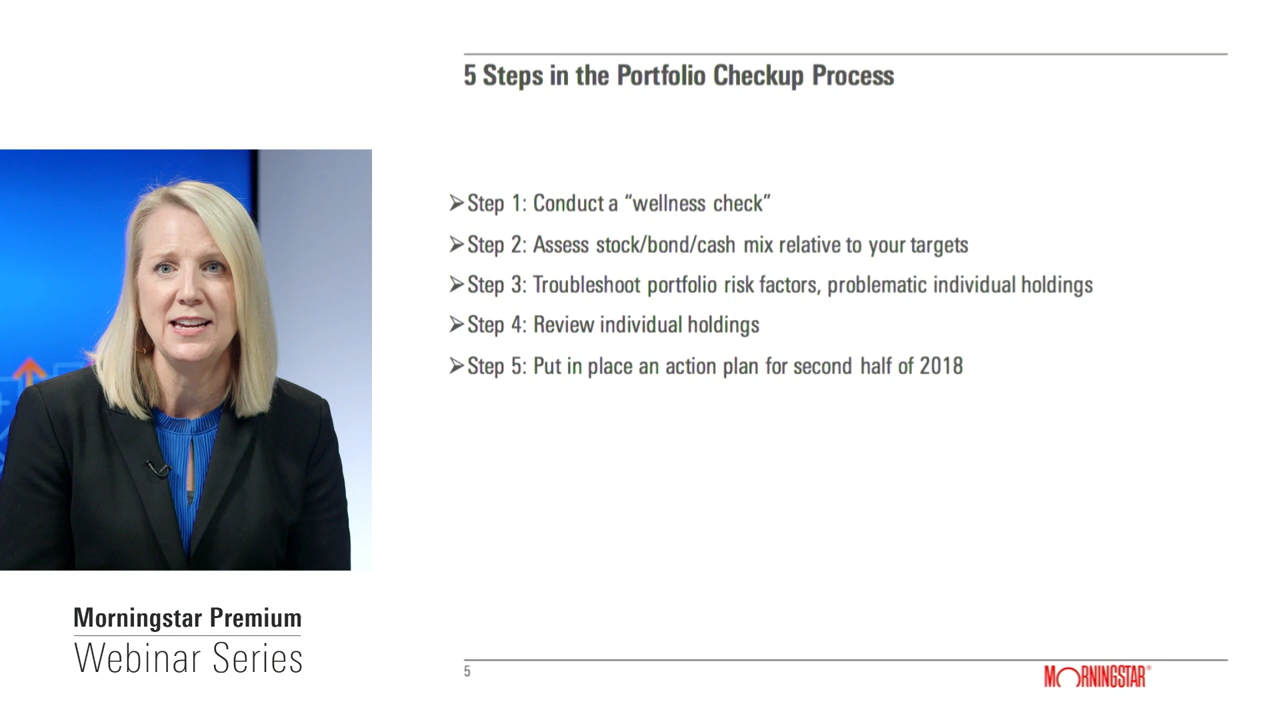 5 Steps in the Portfolio Checkup Process
➢Step 1: Conduct a “wellness check”
➢Step 2: Assess stock/bond/cash mix relative to your targets
➢Step 3: Troubleshoot portfolio risk factors, problematic individual holdings
➢Step 4: Review individual holdings
➢Step 5: Put in place an action plan for second half of 2018
Morningstar Premium
Webinar Series
5
MORNINGSTAR®